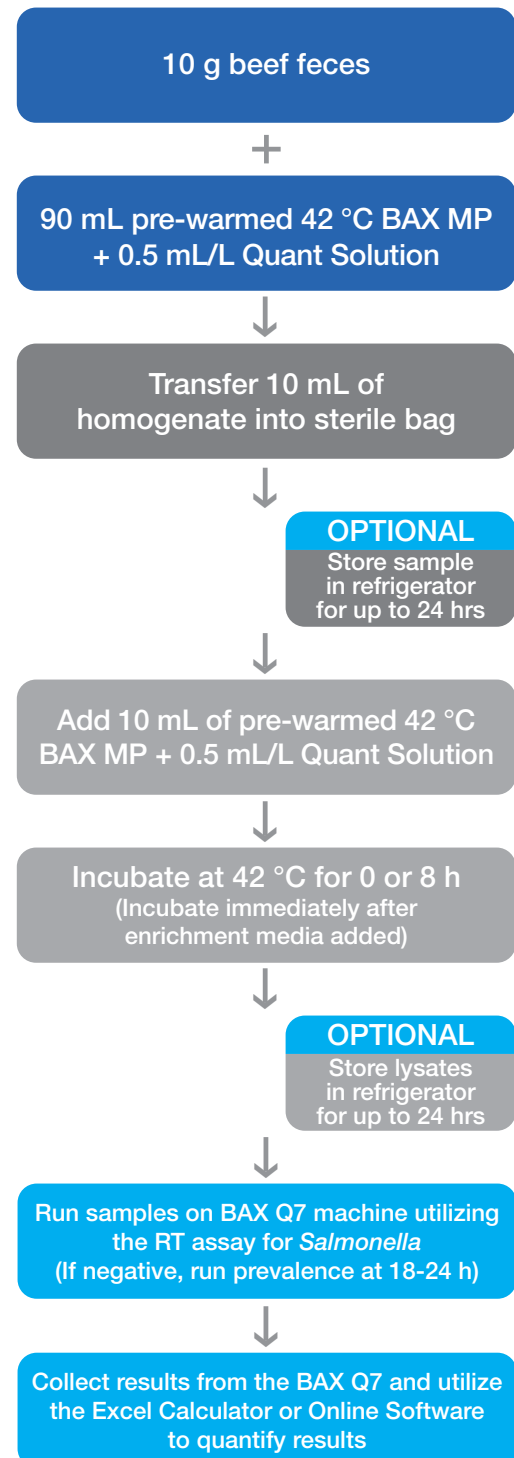 10 g beef feces
+
90 mL pre-warmed 42 °C BAX MP
+ 0.5 mL/L Quant Solution
Transfer 10 mL of
homogenate into sterile bag
OPTIONAL
Store sample
in refrigerator
for up to 24 hrs
Add 10 mL of pre-warmed 42 °C
BAX MP + 0.5 mL/L Quant Solution
Incubate at 42 °C for 0 or 8 h
(Incubate immediately after
enrichment media added)
OPTIONAL
Store lysates
in refrigerator
for up to 24 hrs
Run samples on BAX Q7 machine utilizing
the RT assay for Salmonella
(If negative, run prevalence at 18-24 h)
Collect results from the BAX Q7 and utilize
the Excel Calculator or Online Software
to quantify results